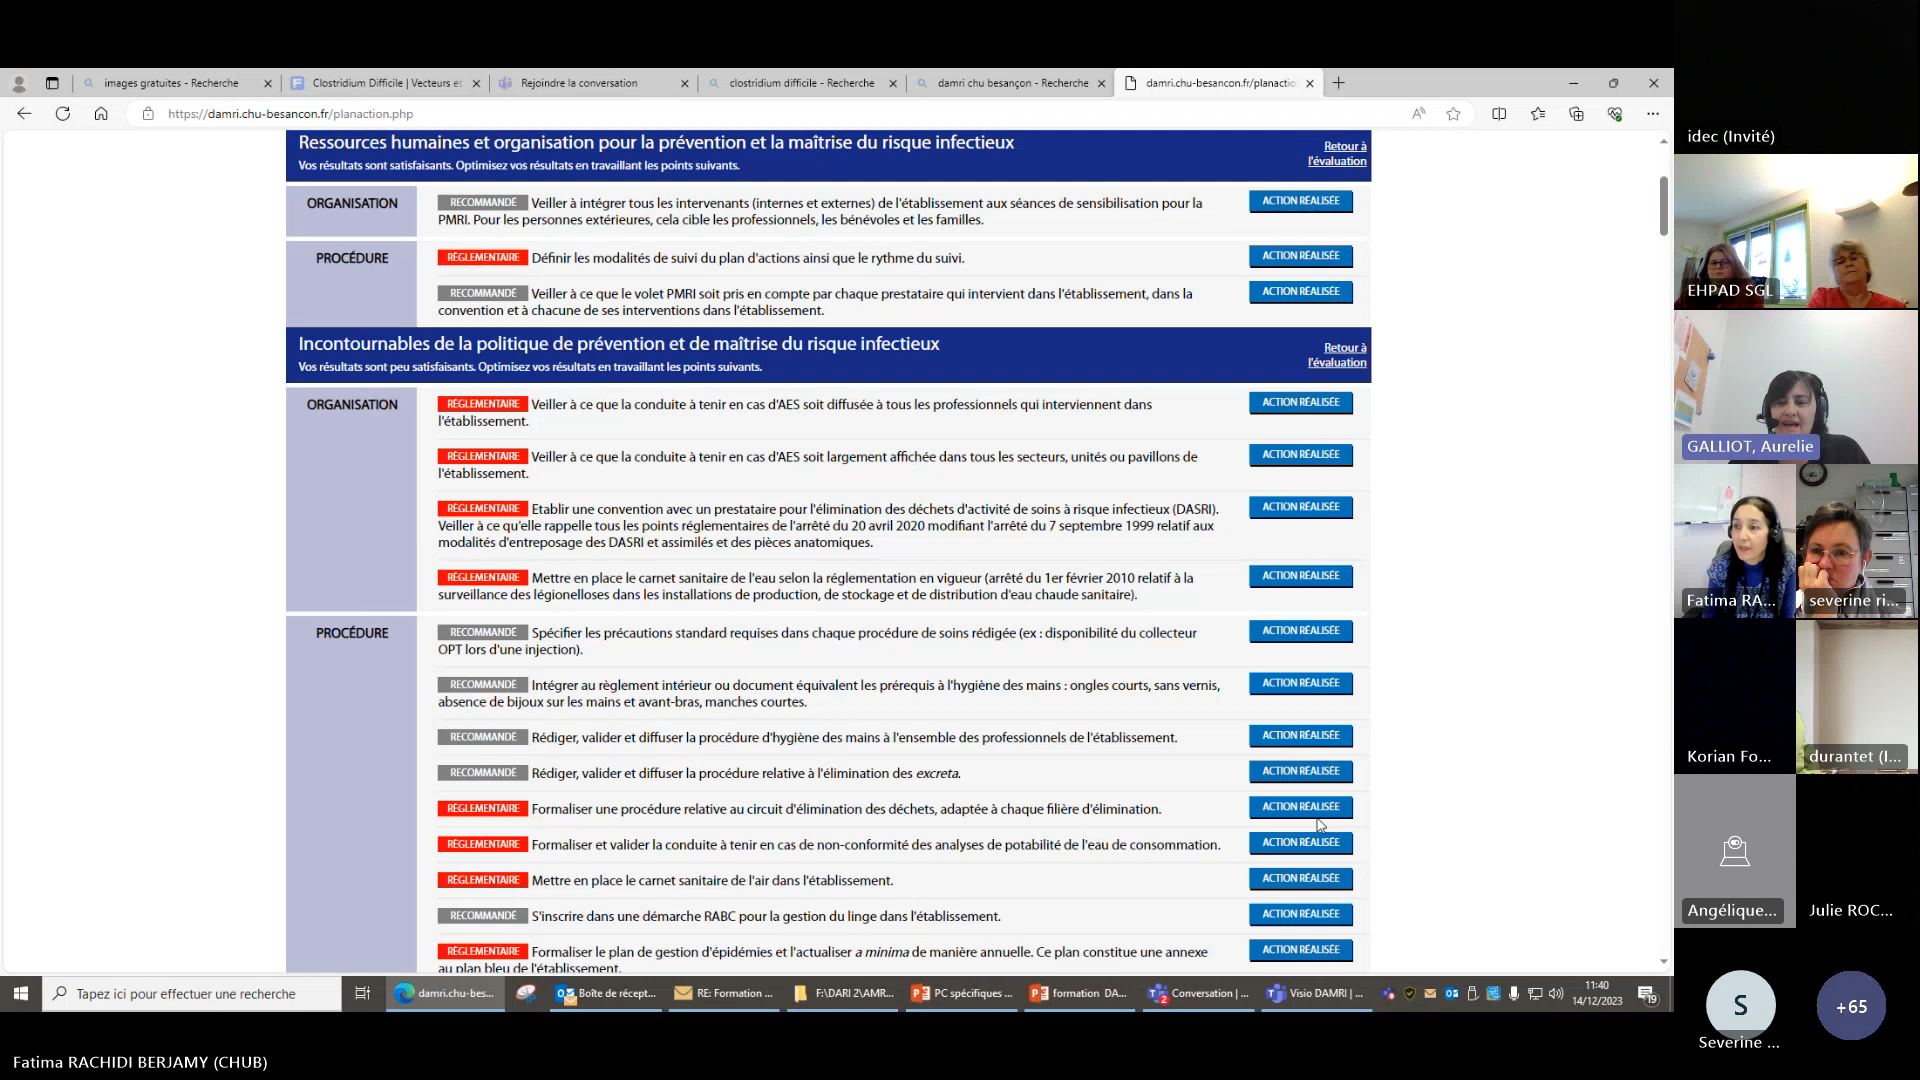 images gratuites - Recherche
Clostridium Difficile | Vecteurs et
Rejoindre la conversation
clostridium difficile - Recherche
damri chu besançon - Recherche
damri.chu-besancon.fr/planactio
https://damri.chu-besancon.fr/planaction.php
Ressources humaines et organisation pour la prévention et la maîtrise du risque infectieux
Vos résultats sont satisfaisants. Optimisez vos résultats en travaillant les points suivants.
Retour à
l'évaluation
ORGANISATION
RECOMMANDÉ Veiller à intégrer tous les intervenants (internes et externes) de l'établissement aux séances de sensibilisation pour la
PMRI. Pour les personnes extérieures, cela cible les professionnels, les bénévoles et les familles.
ACTION RÉALISÉE
PROCÉDURE
RÉGLEMENTAIRE Définir les modalités de suivi du plan d'actions ainsi que le rythme du suivi.
ACTION RÉALISÉE
RECOMMANDÉ Veiller à ce que le volet PMRI soit pris en compte par chaque prestataire qui intervient dans l'établissement, dans la
convention et à chacune de ses interventions dans l'établissement.
ACTION RÉALISÉE
Incontournables de la politique de prévention et de maîtrise du risque infectieux
Vos résultats sont peu satisfaisants. Optimisez vos résultats en travaillant les points suivants.
Retour à
l'évaluation
ORGANISATION
RÉGLEMENTAIRE Veiller à ce que la conduite à tenir en cas d'AES soit diffusée à tous les professionnels qui interviennent dans
l'établissement.
ACTION RÉALISÉE
RÉGLEMENTAIRE Veiller à ce que la conduite à tenir en cas d'AES soit largement affichée dans tous les secteurs, unités ou pavillons de
l'établissement.
ACTION RÉALISÉE
RÉGLEMENTAIRE Etablir une convention avec un prestataire pour l'élimination des déchets d'activité de soins à risque infectieux (DASRI).
Veiller à ce qu'elle rappelle tous les points réglementaires de l'arrêté du 20 avril 2020 modifiant l'arrêté du 7 septembre 1999 relatif aux
modalités d'entreposage des DASRI et assimilés et des pièces anatomiques.
ACTION RÉALISÉE
RÉGLEMENTAIRE Mettre en place le carnet sanitaire de l'eau selon la réglementation en vigueur (arrêté du 1er février 2010 relatif à la
surveillance des légionelloses dans les installations de production, de stockage et de distribution d'eau chaude sanitaire).
ACTION RÉALISÉE
PROCÉDURE
RECOMMANDÉ Spécifier les précautions standard requises dans chaque procédure de soins rédigée (ex : disponibilité du collecteur
OPT lors d'une injection).
ACTION RÉALISÉE
RECOMMANDÉ Intégrer au règlement intérieur ou document équivalent les prérequis à l'hygiène des mains : ongles courts, sans vernis,
absence de bijoux sur les mains et avant-bras, manches courtes.
ACTION RÉALISÉE
RECOMMANDÉ Rédiger, valider et diffuser la procédure d'hygiène des mains à l'ensemble des professionnels de l'établissement.
ACTION RÉALISÉE
RECOMMANDÉ Rédiger, valider et diffuser la procédure relative à l'élimination des excreta.
ACTION RÉALISÉE
RÉGLEMENTAIRE Formaliser une procédure relative au circuit d'élimination des déchets, adaptée à chaque filière d'élimination.
ACTION RÉALISÉE
RÉGLEMENTAIRE Formaliser et valider la conduite à tenir en cas de non-conformité des analyses de potabilité de l'eau de consommation.
ACTION RÉALISÉE
RÉGLEMENTAIRE Mettre en place le carnet sanitaire de l'air dans l'établissement.
ACTION RÉALISÉE
RECOMMANDÉ S'inscrire dans une démarche RABC pour la gestion du linge dans l'établissement.
ACTION RÉALISÉE
RÉGLEMENTAIRE Formaliser le plan de gestion d'épidémies et l'actualiser a minima de manière annuelle. Ce plan constitue une annexe
au plan bleu de l'établissement.
ACTION RÉALISÉE
Tapez ici pour effectuer une recherche
damri.chu-bes...
Boîte de récept...
RE: Formation ...
F:\DARI 2\AMR...
PC spécifiques ...
formation DA...
Conversation | ...
Visio DAMRI | ...
11:40
14/12/2023
19
idec (Invité)
EHPAD SGL
GALLIOT, Aurelie
Fatima RA...
severine ri...
Korian Fo...
durantet (I...
Angélique...
Julie ROC...
S
Severine ...
+65
Fatima RACHIDI BERJAMY (CHUB)